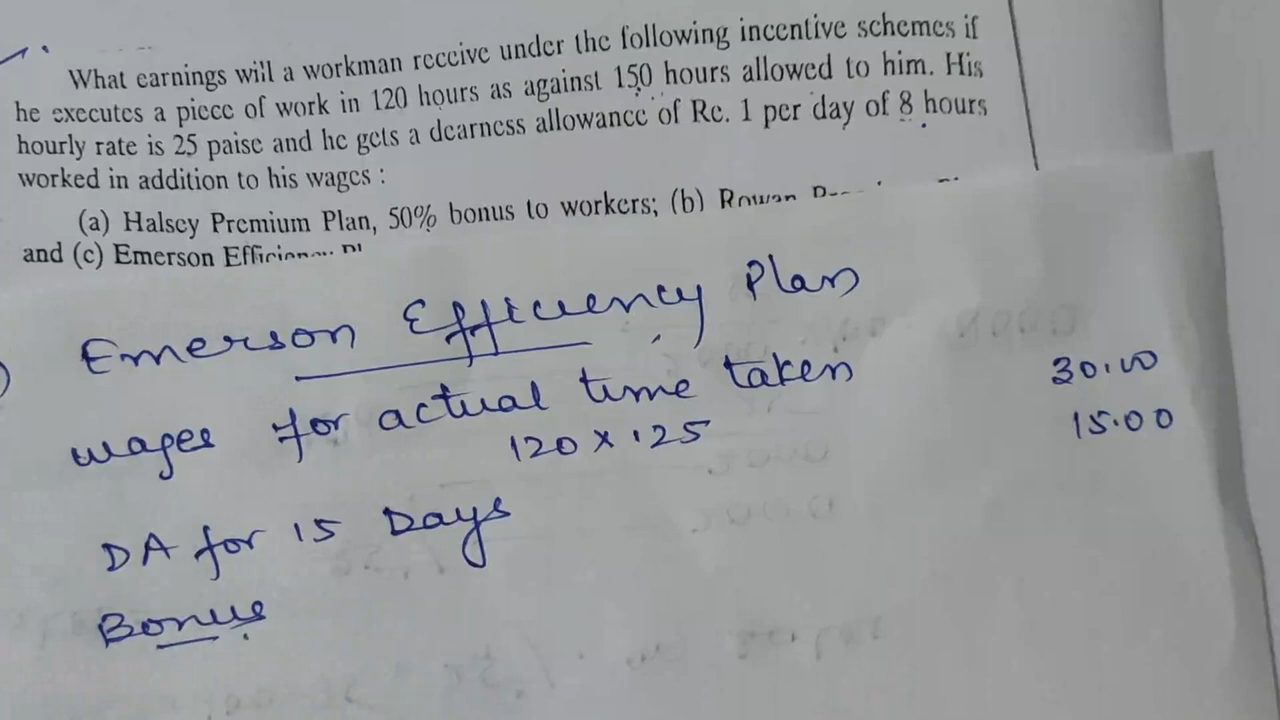 What earnings will a workman receive under the following incentive schemes if
he executes a piece of work in 120 hours as against 150 hours allowed to him. His
hourly rate is 25 paise and he gets a dearness allowance of Re. 1 per day of 8 hours
worked in addition to his wages :
(a) Halsey Premium Plan, 50% bonus to workers; (b) Rowan
and (c) Emerson Efficiency
Emerson Efficiency Plan
wages for actual time taken 30.00
120 x .25 15.00
DA for 15 Days
Bonus